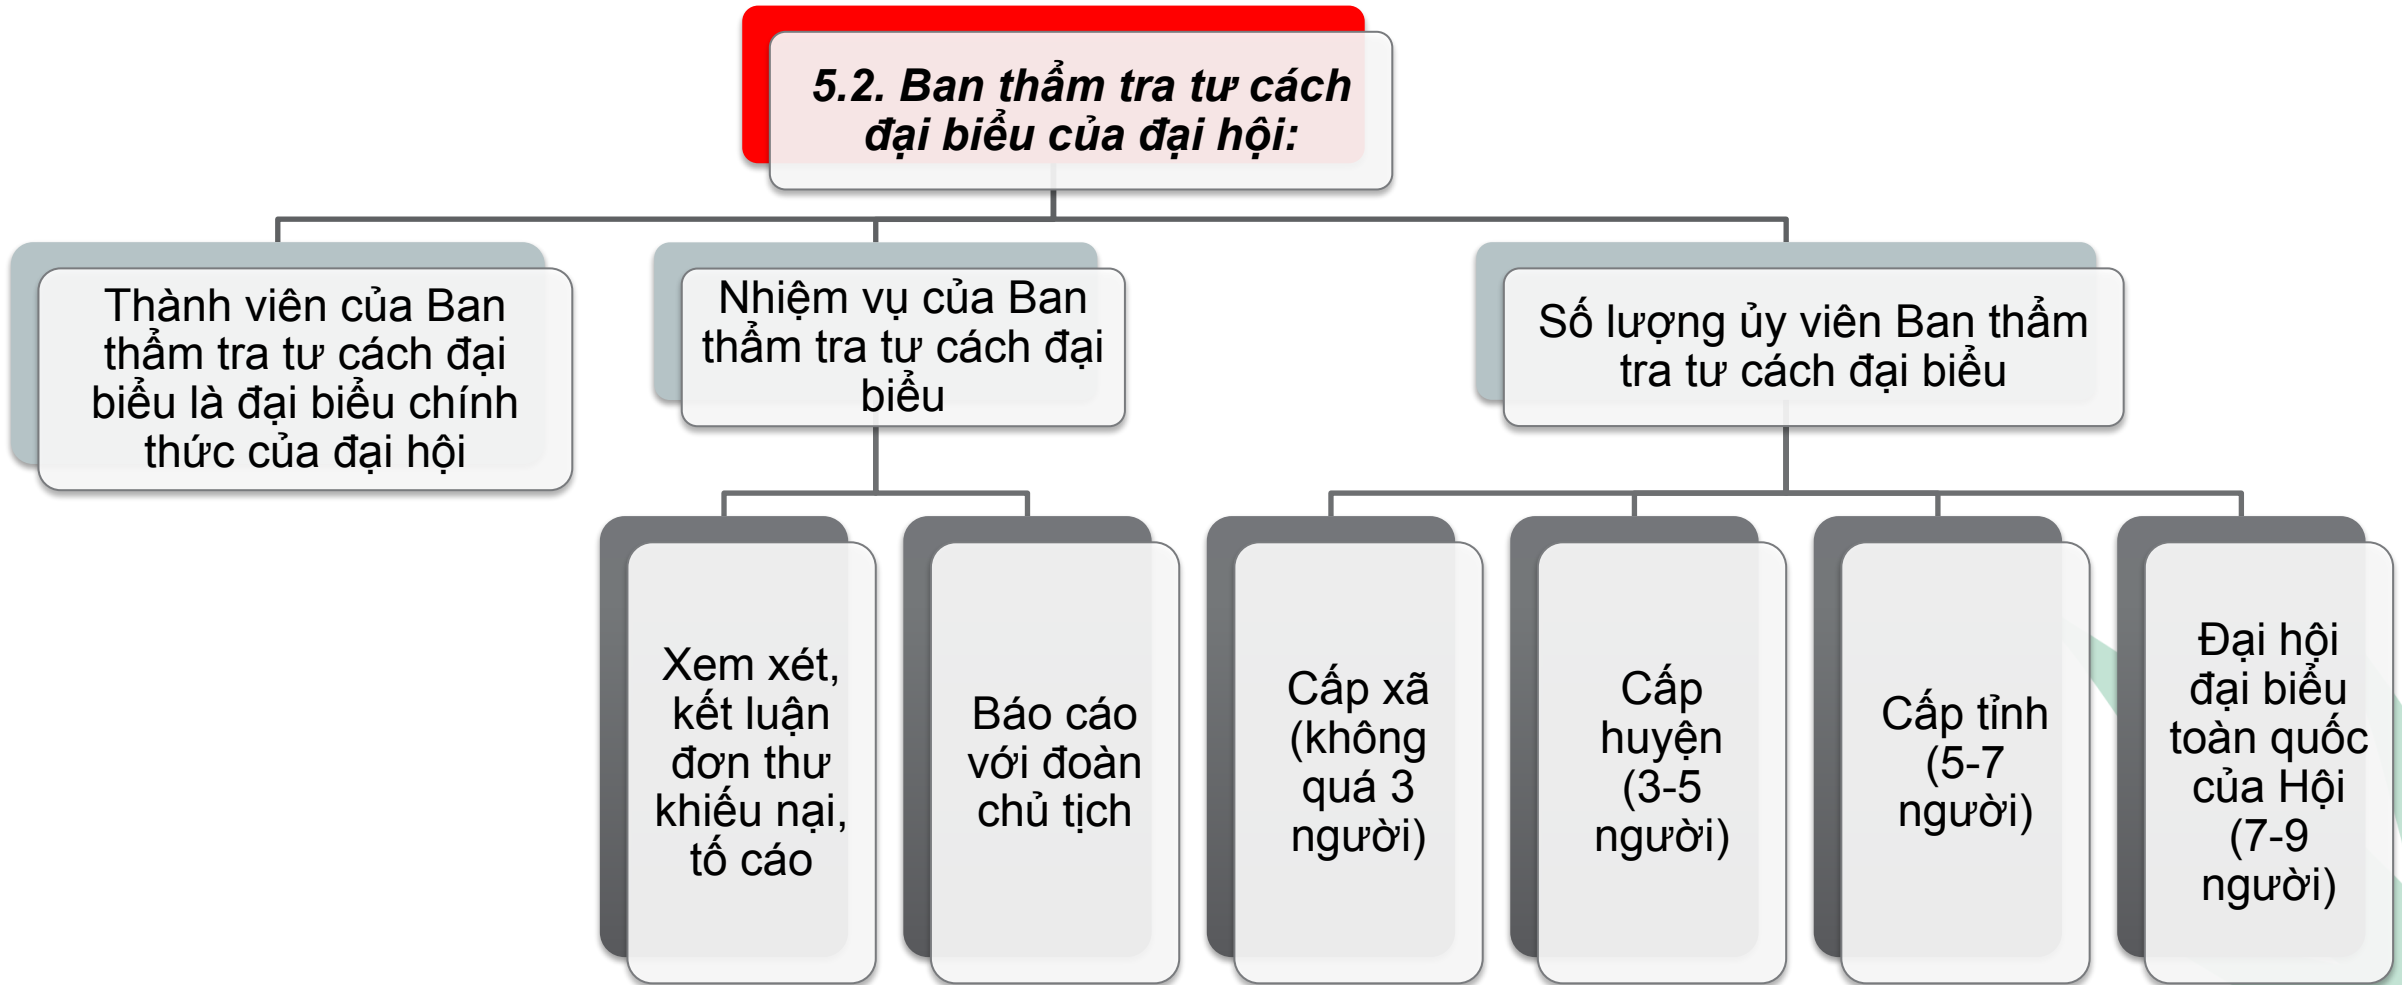 5.2. Ban thẩm tra tư cách
đại biểu của đại hội:
Thành viên của Ban
thẩm tra tư cách đại
biểu là đại biểu chính
thức của đại hội
Nhiệm vụ của Ban
thẩm tra tư cách đại
biểu
Số lượng ủy viên Ban thẩm
tra tư cách đại biểu
Xem xét,
kết luận
đơn thư
khiếu nại,
tố cáo
Báo cáo
với đoàn
chủ tịch
Cấp xã
(không
quá 3
người)
Cấp
huyện
(3-5
người)
Cấp tỉnh
(5-7
người)
Đại hội
đại biểu
toàn quốc
của Hội
(7-9
người)